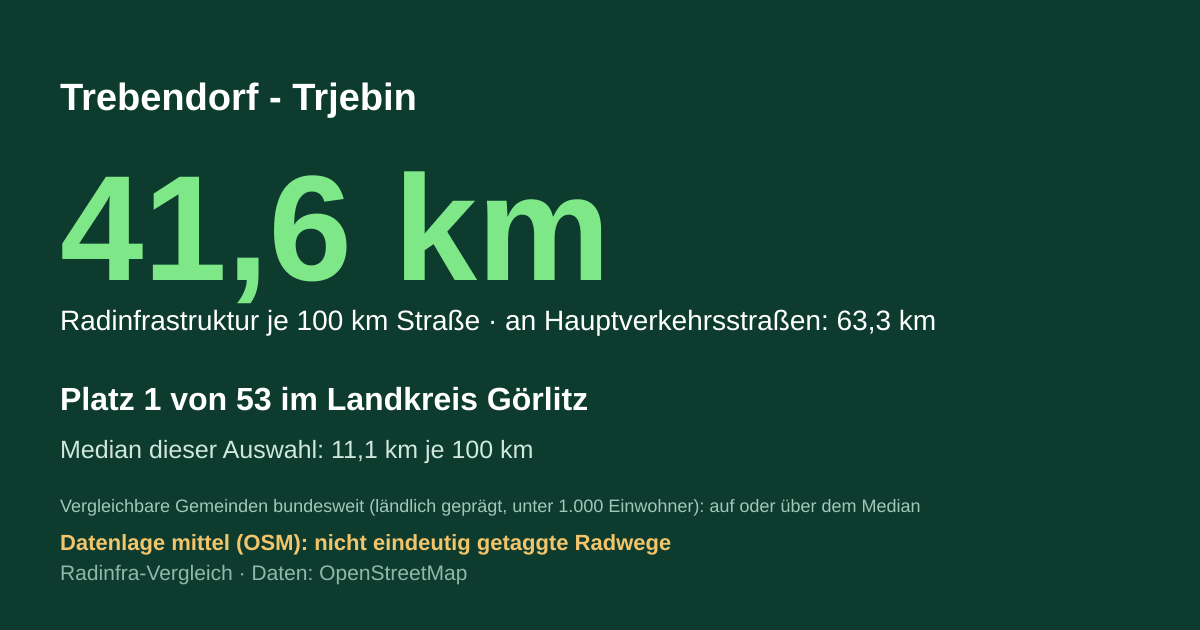 Trebendorf - Trjebin
41,6 km
Radinfrastruktur je 100 km Straße · an Hauptverkehrsstraßen: 63,3 km
Platz 1 von 53 im Landkreis Görlitz
Median dieser Auswahl: 11,1 km je 100 km
Vergleichbare Gemeinden bundesweit (ländlich geprägt, unter 1.000 Einwohner): auf oder über dem Median
Datenlage mittel (OSM): nicht eindeutig getaggte Radwege
Radinfra-Vergleich · Daten: OpenStreetMap